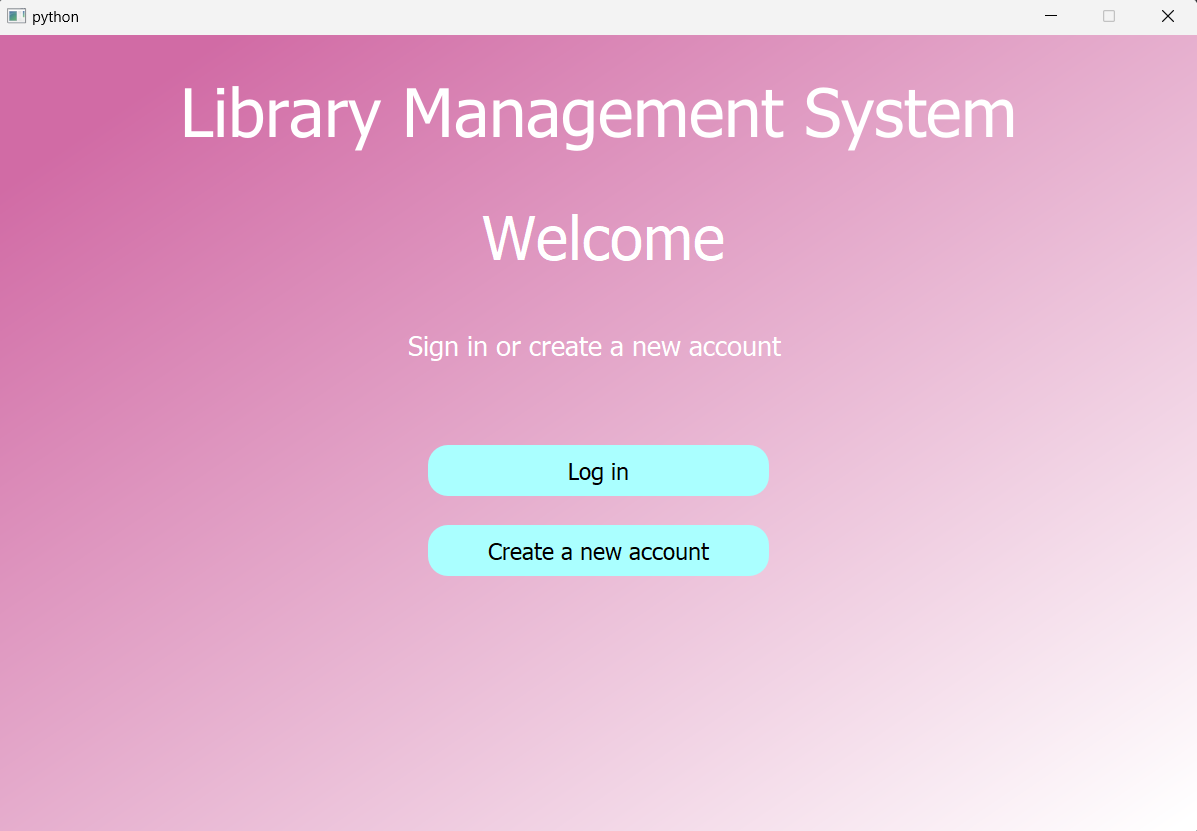 python
Library Management System
Welcome
Sign in or create a new account
Log in
Create a new account